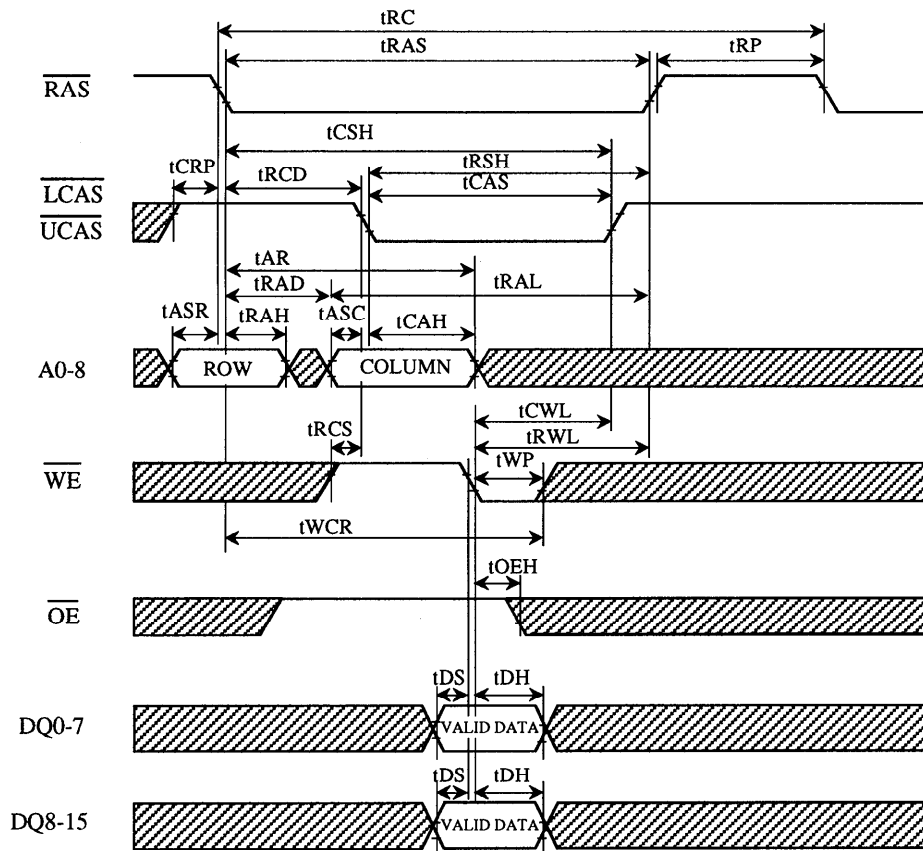 tRC
tRAS
tRP
RAS
tCSH
tRSH
tCRP
tRCD
tCAS
LCAS
UCAS
tAR
tRAD
tRAL
tASR
tRAH
tASC
tCAH
A0-8
ROW
COLUMN
tCWL
tRCS
tRWL
tWP
WE
tWCR
tOEH
OE
tDS
tDH
DQ0-7
VALID DATA
tDS
tDH
DQ8-15
VALID DATA